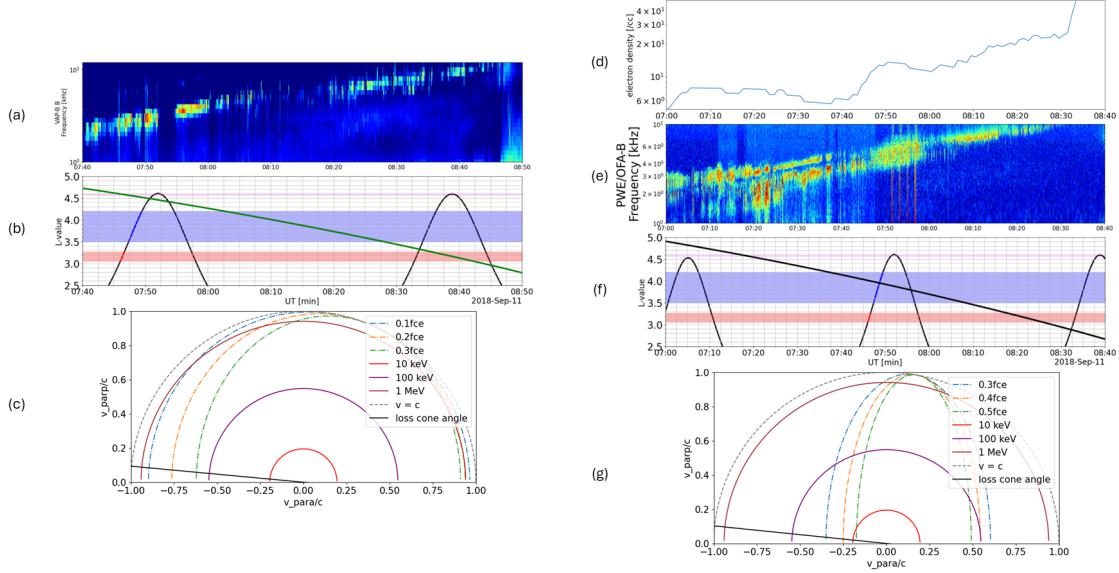 (a)
VAP-B B
Frequency [kHz]
10¹
10⁰
07:40 07:50 08:00 08:10 08:20 08:30 08:40 08:50
(b)
L-value
5.0
4.5
4.0
3.5
3.0
2.5
07:40 07:50 08:00 08:10 08:20 08:30 08:40 08:50
UT [min]
2018-Sep-11
(c)
v_parp/c
1.0
0.8
0.6
0.4
0.2
0.0
−1.00 −0.75 −0.50 −0.25 0.00 0.25 0.50 0.75 1.00
v_para/c
0.1fce
0.2fce
0.3fce
10 keV
100 keV
1 MeV
v = c
loss cone angle
(d)
electron density [/cc]
4 × 10¹
3 × 10¹
2 × 10¹
10¹
6 × 10⁰
07:00 07:10 07:20 07:30 07:40 07:50 08:00 08:10 08:20 08:30 08:40
(e)
PWE/OFA-B
Frequency [kHz]
10¹
6 × 10⁰
4 × 10⁰
3 × 10⁰
2 × 10⁰
10⁰
07:00 07:10 07:20 07:30 07:40 07:50 08:00 08:10 08:20 08:30 08:40
(f)
L-value
5.0
4.5
4.0
3.5
3.0
2.5
07:00 07:10 07:20 07:30 07:40 07:50 08:00 08:10 08:20 08:30 08:40
UT [min]
2018-Sep-11
(g)
v_parp/c
1.0
0.8
0.6
0.4
0.2
0.0
−1.00 −0.75 −0.50 −0.25 0.00 0.25 0.50 0.75 1.00
v_para/c
0.3fce
0.4fce
0.5fce
10 keV
100 keV
1 MeV
v = c
loss cone angle